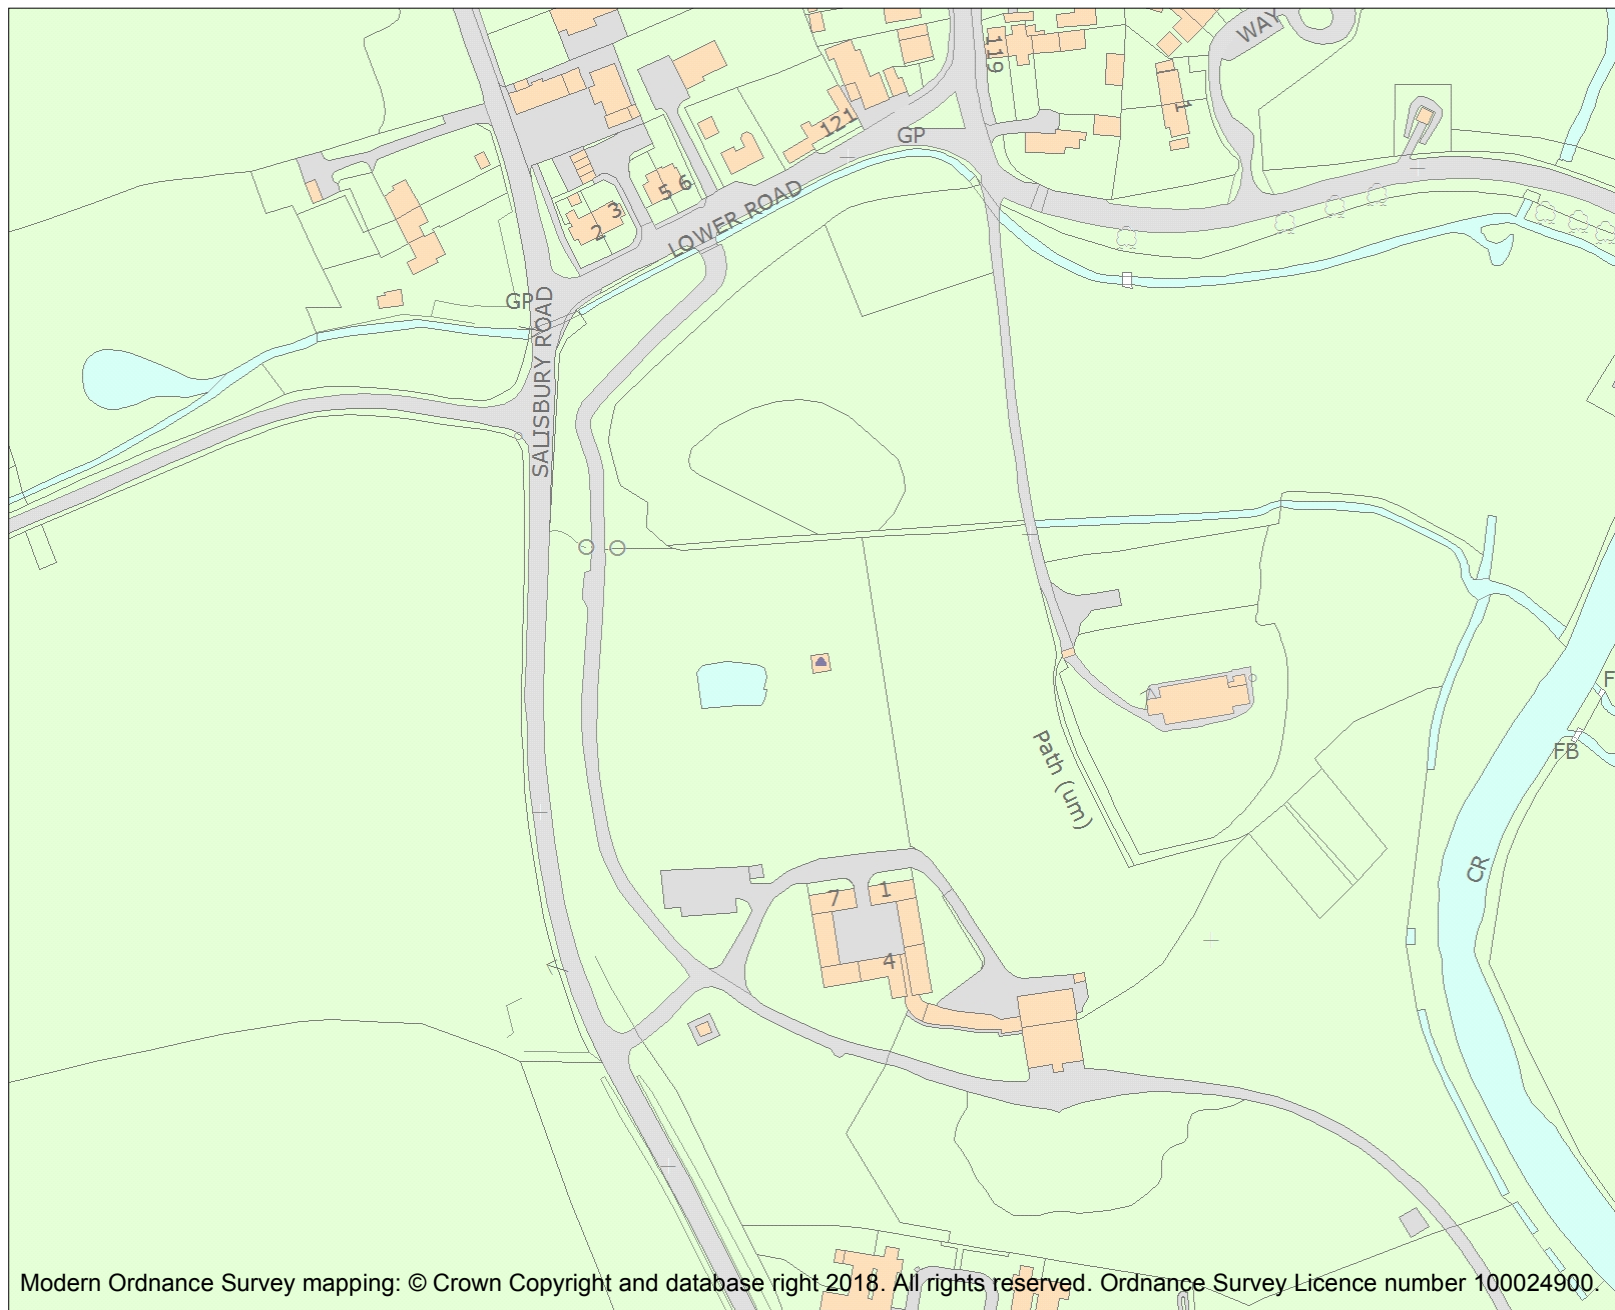 WAY
119
1
121
GP
5 6
3
2
LOWER ROAD
GP
SALISBURY ROAD
F
FB
Path (um)
CR
7
1
4
Modern Ordnance Survey mapping: © Crown Copyright and database right 2018. All rights reserved. Ordnance Survey Licence number 100024900.